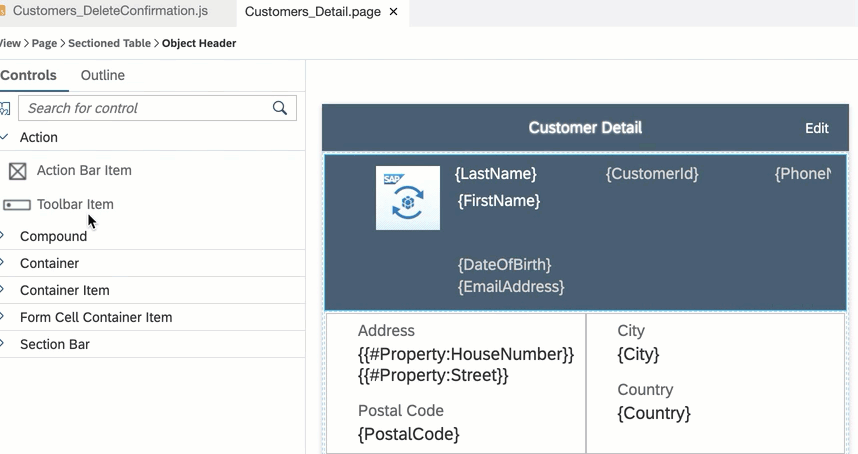 Customers_DeleteConfirmation.js Customers_Detail.page ×
View > Page > Sectioned Table > Object Header
Controls Outline
Search for control
Action
Action Bar Item
Toolbar Item
Compound
Container
Container Item
Form Cell Container Item
Section Bar
Customer Detail Edit
SAP {LastName} {CustomerId} {PhoneN
{FirstName}
{DateOfBirth}
{EmailAddress}
Address
{{#Property:HouseNumber}}
{{#Property:Street}}
Postal Code
{PostalCode}
City
{City}
Country
{Country}